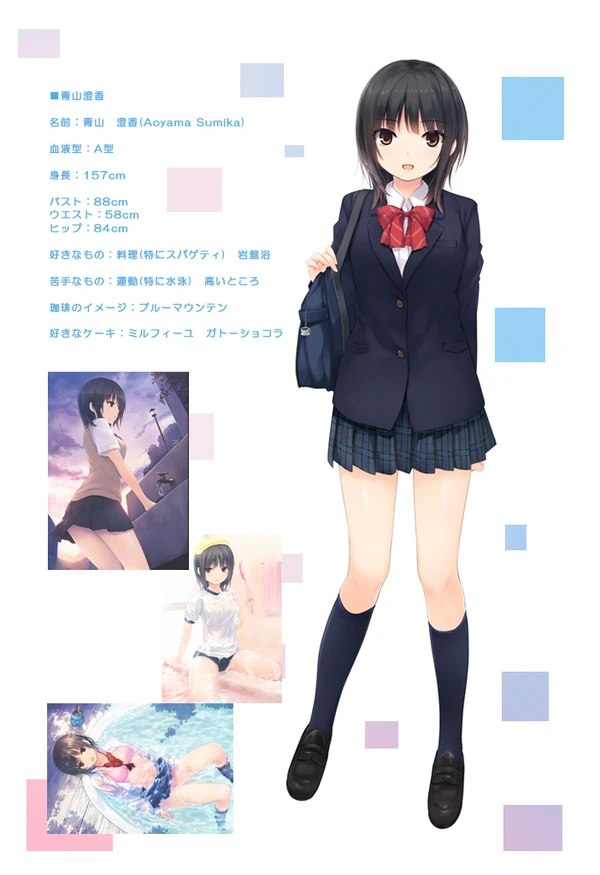 ■青山澄香
名前：青山　澄香(Aoyama Sumika)
血液型：A型
身長：157cm
バスト：88cm
ウエスト：58cm
ヒップ：84cm
好きなもの：料理(特にスパゲティ)　岩盤浴
苦手なもの：運動(特に水泳)　高いところ
珈琲のイメージ：ブルーマウンテン
好きなケーキ：ミルフィーユ　ガトーショコラ